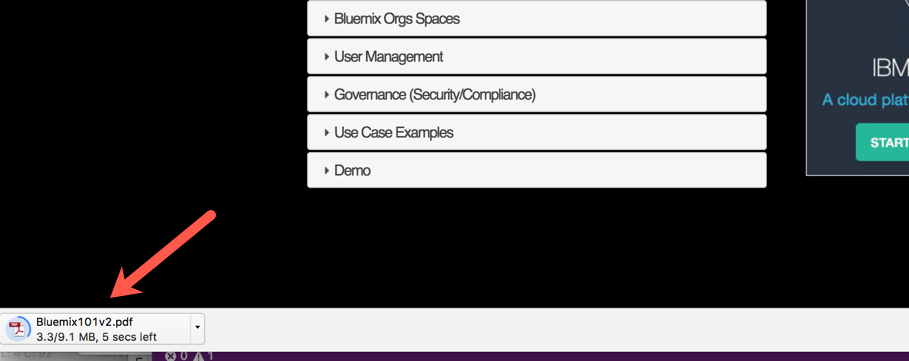 Bluemix Orgs Spaces
User Management
IBM
Governance (Security/Compliance)
A cloud plat
Use Case Examples
START
Demo
Bluemix101v2.pdf
3.3/9.1 MB, 5 secs left
0 1